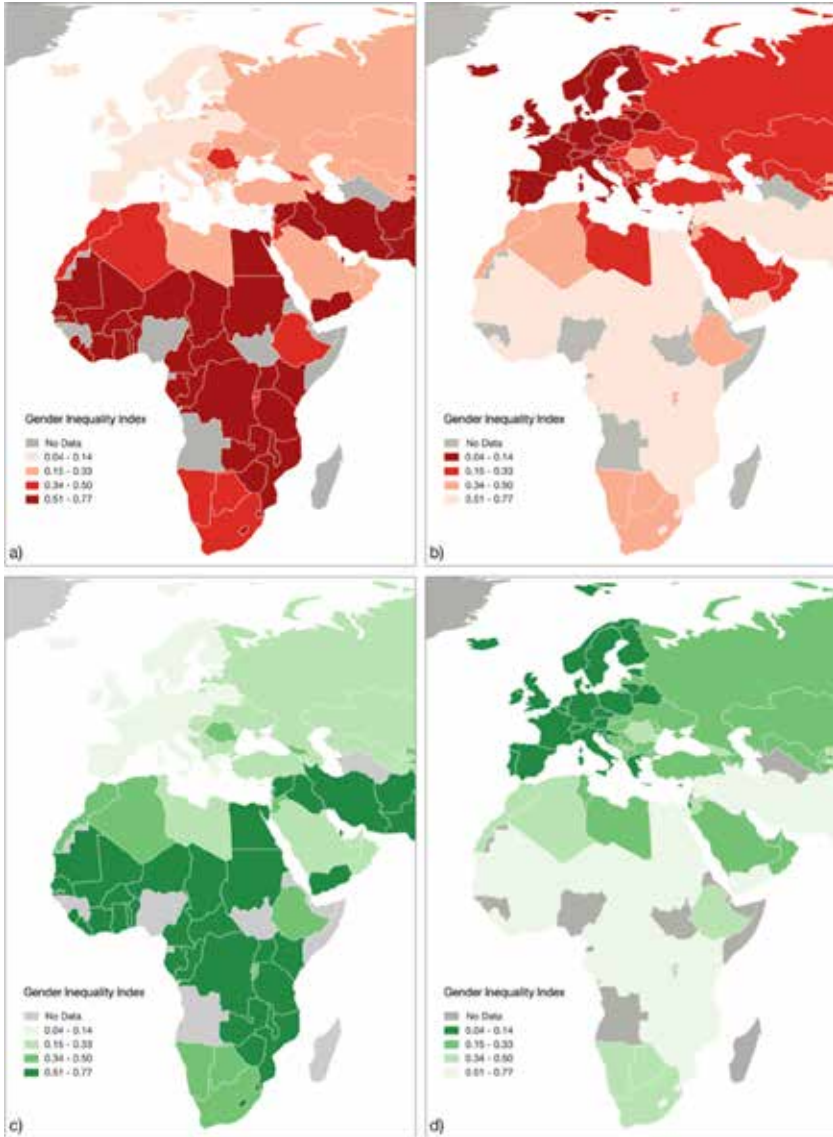 Gender Inequality Index
No Data
0.04 - 0.14
0.15 - 0.33
0.34 - 0.50
0.51 - 0.77
a)
Gender Inequality Index
No Data
0.04 - 0.14
0.15 - 0.33
0.34 - 0.50
0.51 - 0.77
b)
Gender Inequality Index
No Data
0.04 - 0.14
0.15 - 0.33
0.34 - 0.50
0.51 - 0.77
c)
Gender Inequality Index
No Data
0.04 - 0.14
0.15 - 0.33
0.34 - 0.50
0.51 - 0.77
d)